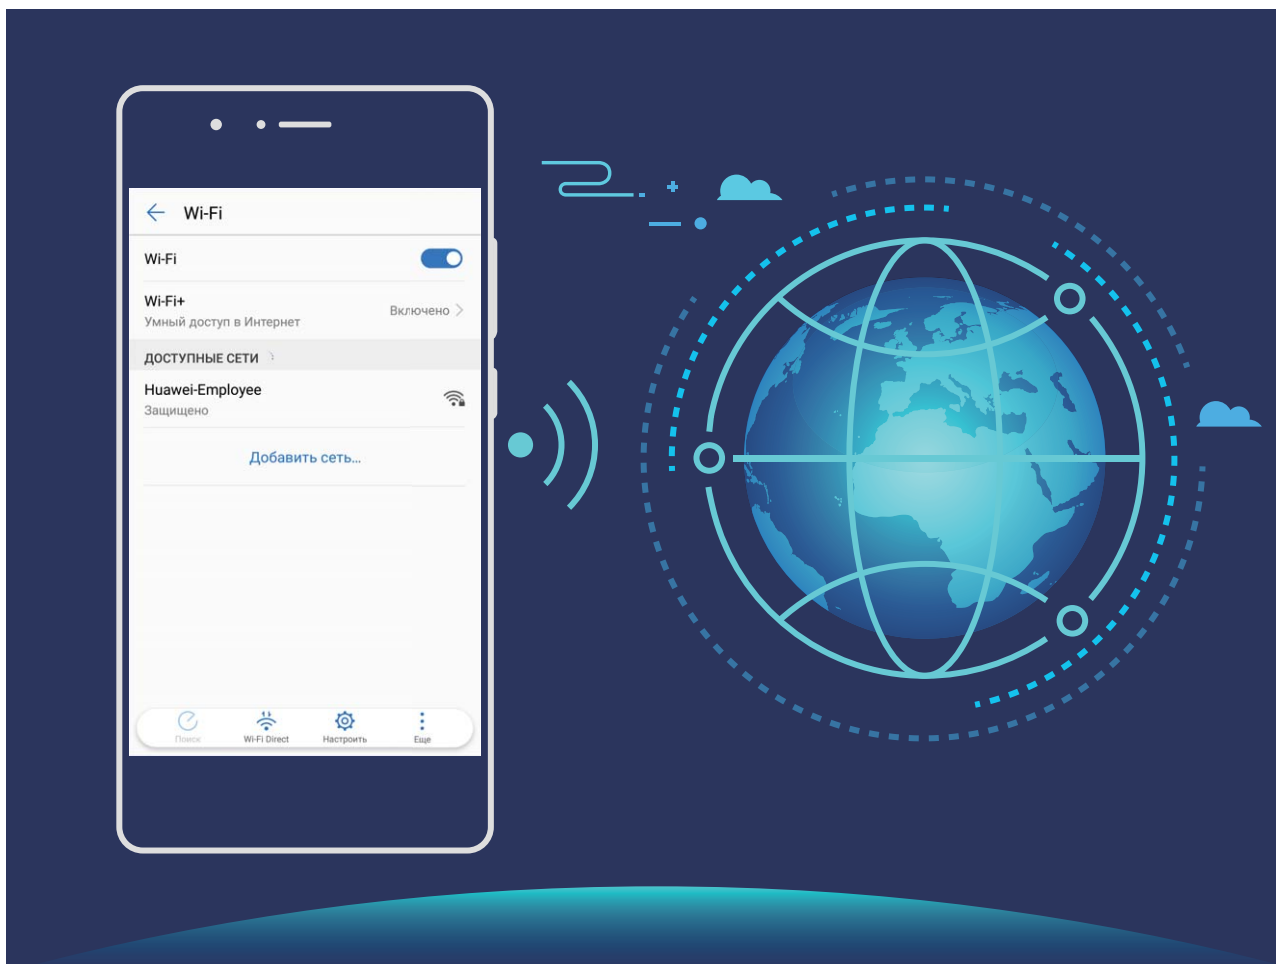 Wi-Fi
Wi-Fi
Wi-Fi+
Умный доступ в Интернет
Включено
ДОСТУПНЫЕ СЕТИ
Huawei-Employee
Защищено
Добавить сеть...
Поиск
Wi-Fi Direct
Настроить
Еще